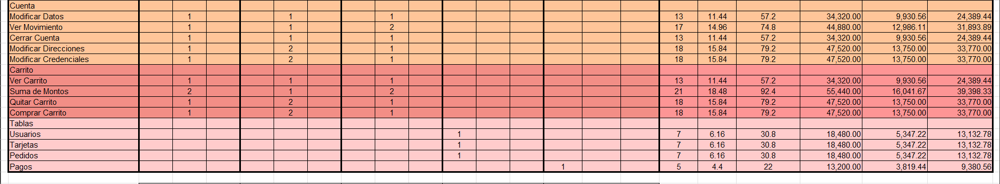 Cuenta
Modificar Datos 1 1 1 13 11.44 57.2 34,320.00 9,930.56 24,389.44
Ver Movimiento 1 1 2 17 14.96 74.8 44,880.00 12,986.11 31,893.89
Cerrar Cuenta 1 1 1 13 11.44 57.2 34,320.00 9,930.56 24,389.44
Modificar Direcciones 1 2 1 18 15.84 79.2 47,520.00 13,750.00 33,770.00
Modificar Credenciales 1 2 1 18 15.84 79.2 47,520.00 13,750.00 33,770.00
Carrito
Ver Carrito 1 1 1 13 11.44 57.2 34,320.00 9,930.56 24,389.44
Suma de Montos 2 1 2 21 18.48 92.4 55,440.00 16,041.67 39,398.33
Quitar Carrito 1 2 1 18 15.84 79.2 47,520.00 13,750.00 33,770.00
Comprar Carrito 1 2 1 18 15.84 79.2 47,520.00 13,750.00 33,770.00
Tablas
Usuarios 1 7 6.16 30.8 18,480.00 5,347.22 13,132.78
Tarjetas 1 7 6.16 30.8 18,480.00 5,347.22 13,132.78
Pedidos 1 7 6.16 30.8 18,480.00 5,347.22 13,132.78
Pagos 1 5 4.4 22 13,200.00 3,819.44 9,380.56